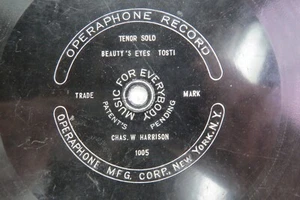 OPERAPHONE RECORD
TENOR SOLO
BEAUTY'S EYES TOSTI
MUSIC FOR EVERYBODY
TRADE MARK
PATENT'S PENDING
CHAS. W. HARRISON
1005
OPERAPHONE MFG. CORP., NEW YORK, N.Y.